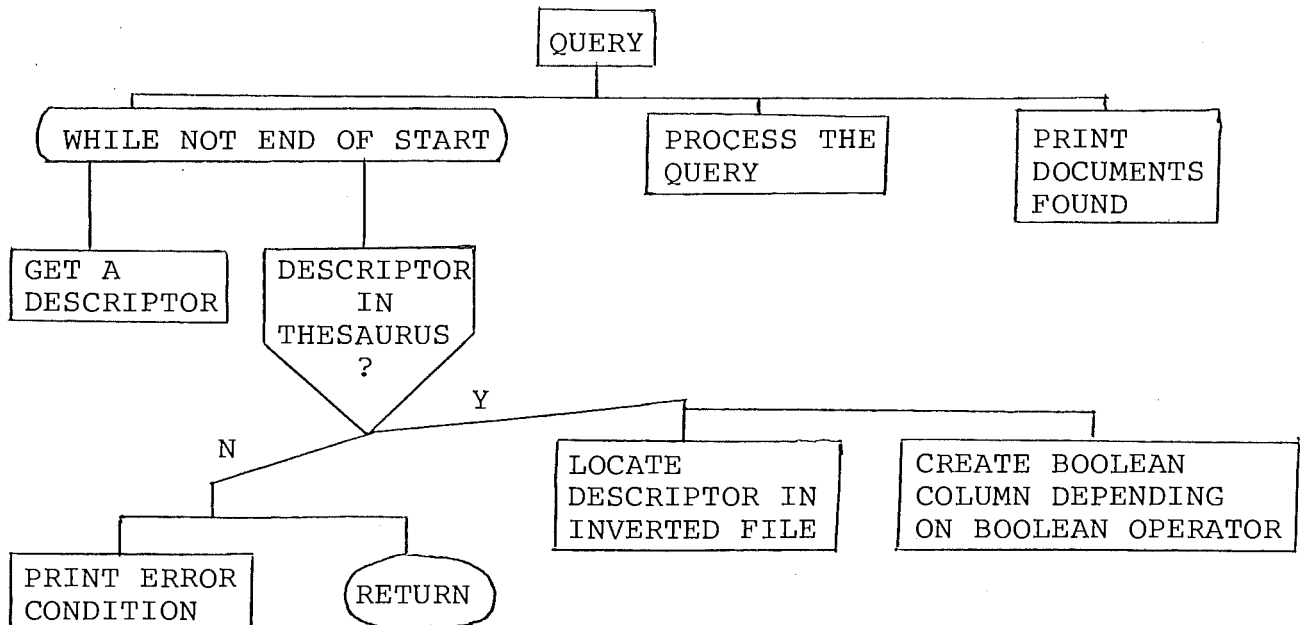 QUERY
WHILE NOT END OF START
PROCESS THE
QUERY
PRINT
DOCUMENTS
FOUND
GET A
DESCRIPTOR
DESCRIPTOR
IN
THESAURUS
?
Y
N
LOCATE
DESCRIPTOR IN
INVERTED FILE
CREATE BOOLEAN
COLUMN DEPENDING
ON BOOLEAN OPERATOR
PRINT ERROR
CONDITION
RETURN